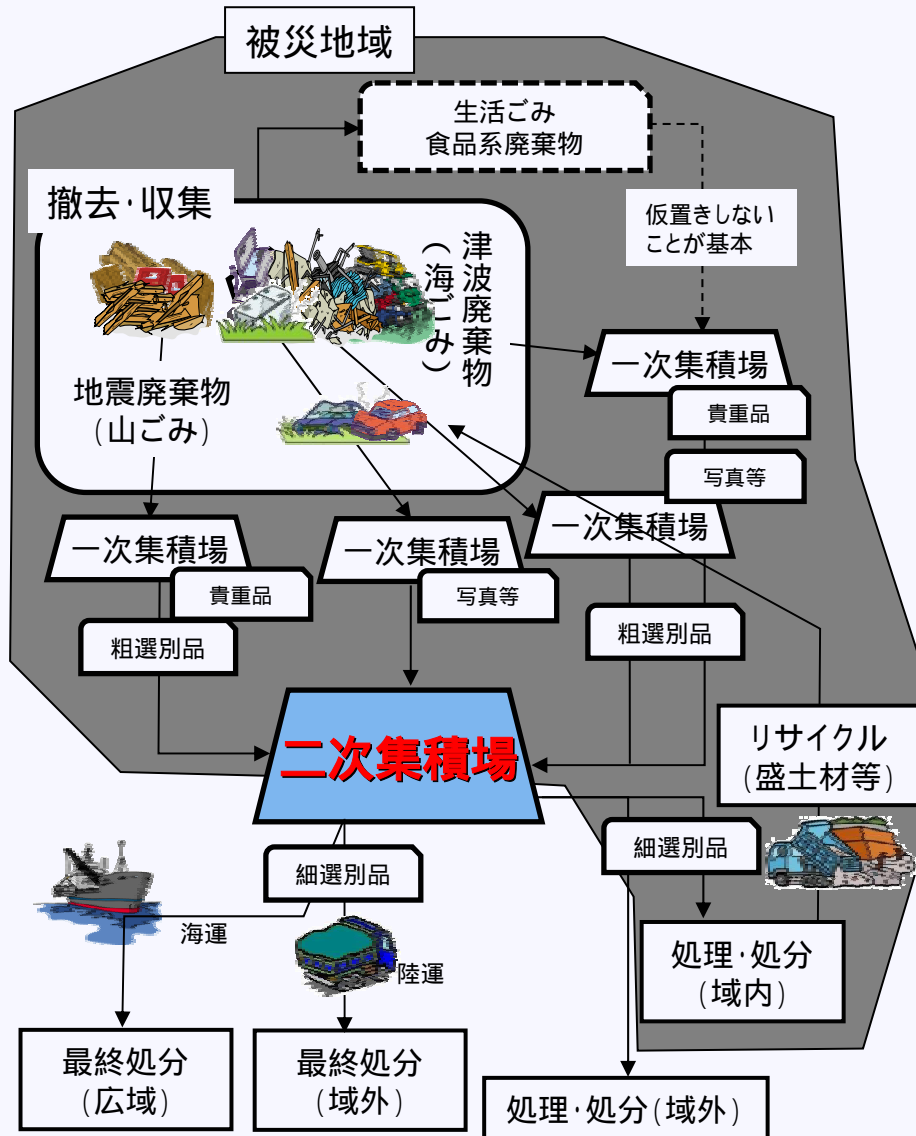 被災地域
生活ごみ
食品系廃棄物
撤去・収集
仮置きしない
ことが基本
津波廃棄物
(海ごみ)
一次集積場
貴重品
写真等
地震廃棄物
(山ごみ)
一次集積場
貴重品
粗選別品
一次集積場
写真等
一次集積場
粗選別品
二次集積場
リサイクル
(盛土材等)
細選別品
細選別品
海運
陸運
処理・処分
(域内)
最終処分
(広域)
最終処分
(域外)
処理・処分(域外)